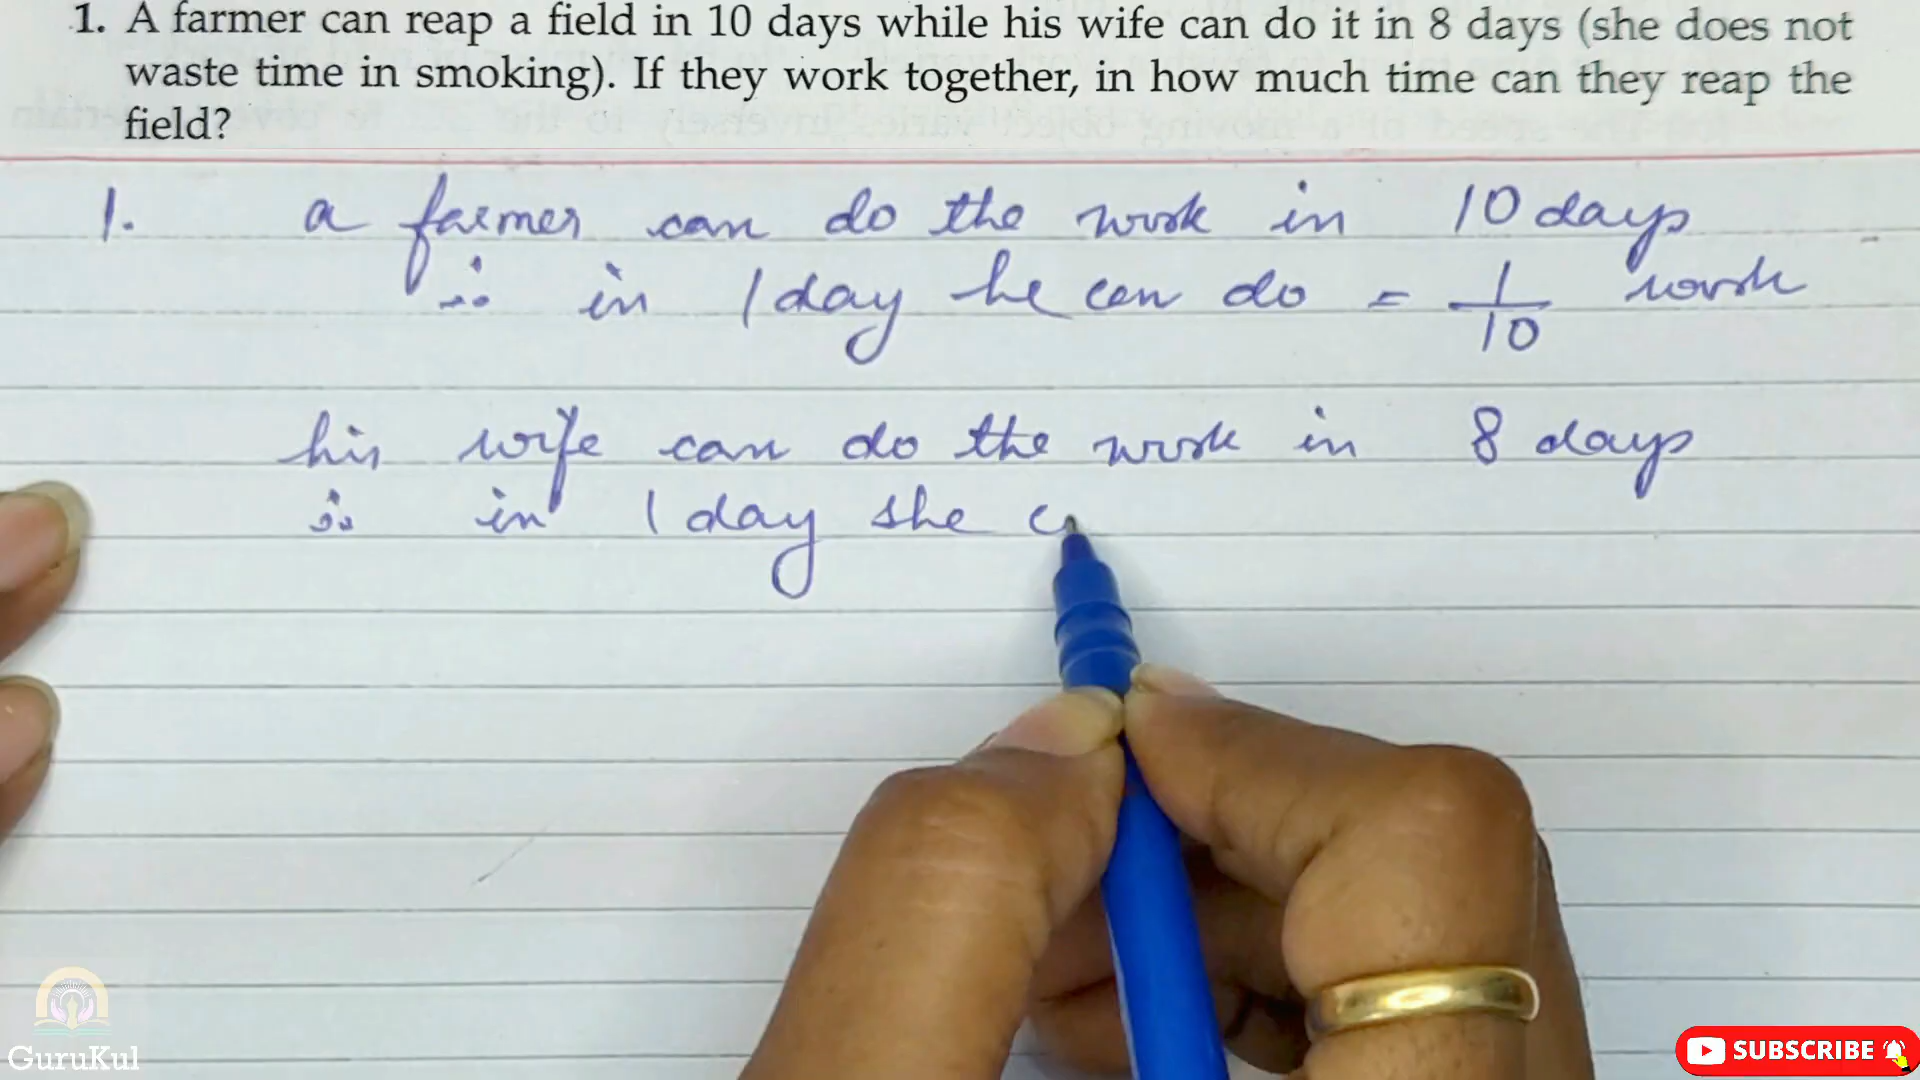 1. A farmer can reap a field in 10 days while his wife can do it in 8 days (she does not
waste time in smoking). If they work together, in how much time can they reap the
field?
1. a farmer can do the work in 10 days
∴ in 1 day he can do = 1/10 work
his wife can do the work in 8 days
∴ in 1 day she c
GuruKul
SUBSCRIBE